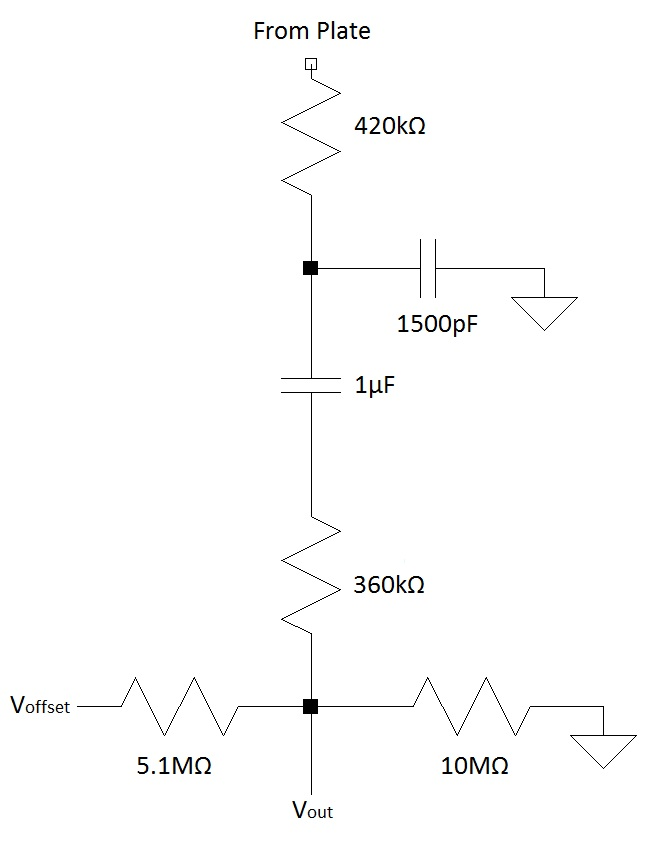 From Plate
420kΩ
1500pF
1µF
360kΩ
Voffset
5.1MΩ
10MΩ
Vout